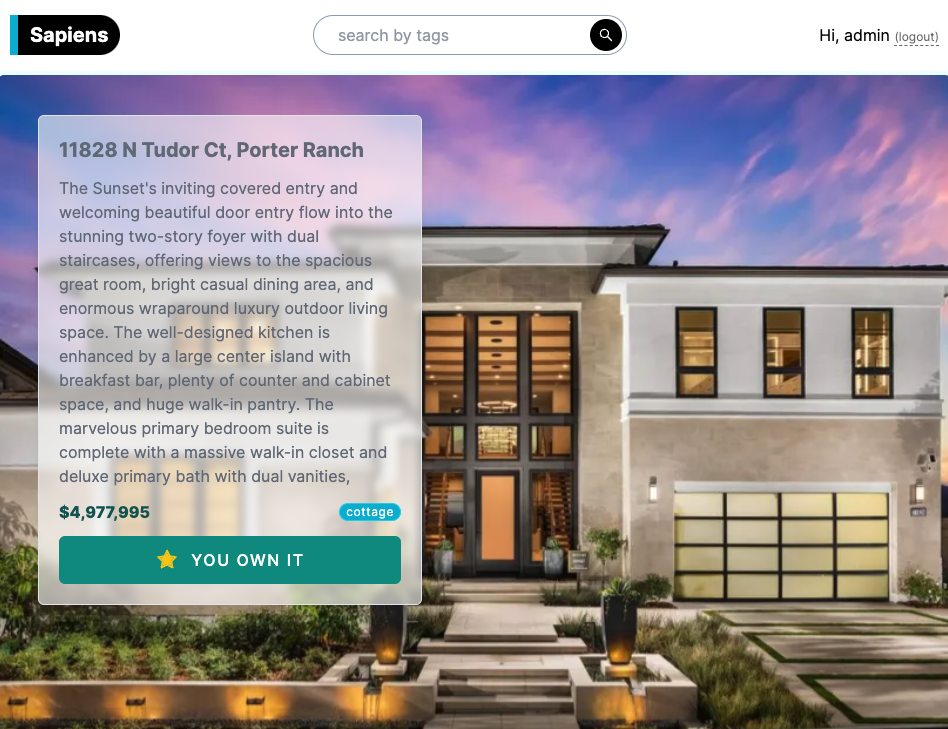 Sapiens
search by tags
Hi, admin (logout)
11828 N Tudor Ct, Porter Ranch
The Sunset's inviting covered entry and
welcoming beautiful door entry flow into the
stunning two-story foyer with dual
staircases, offering views to the spacious
great room, bright casual dining area, and
enormous wraparound luxury outdoor living
space. The well-designed kitchen is
enhanced by a large center island with
breakfast bar, plenty of counter and cabinet
space, and huge walk-in pantry. The
marvelous primary bedroom suite is
complete with a massive walk-in closet and
deluxe primary bath with dual vanities,
$4,977,995
cottage
YOU OWN IT